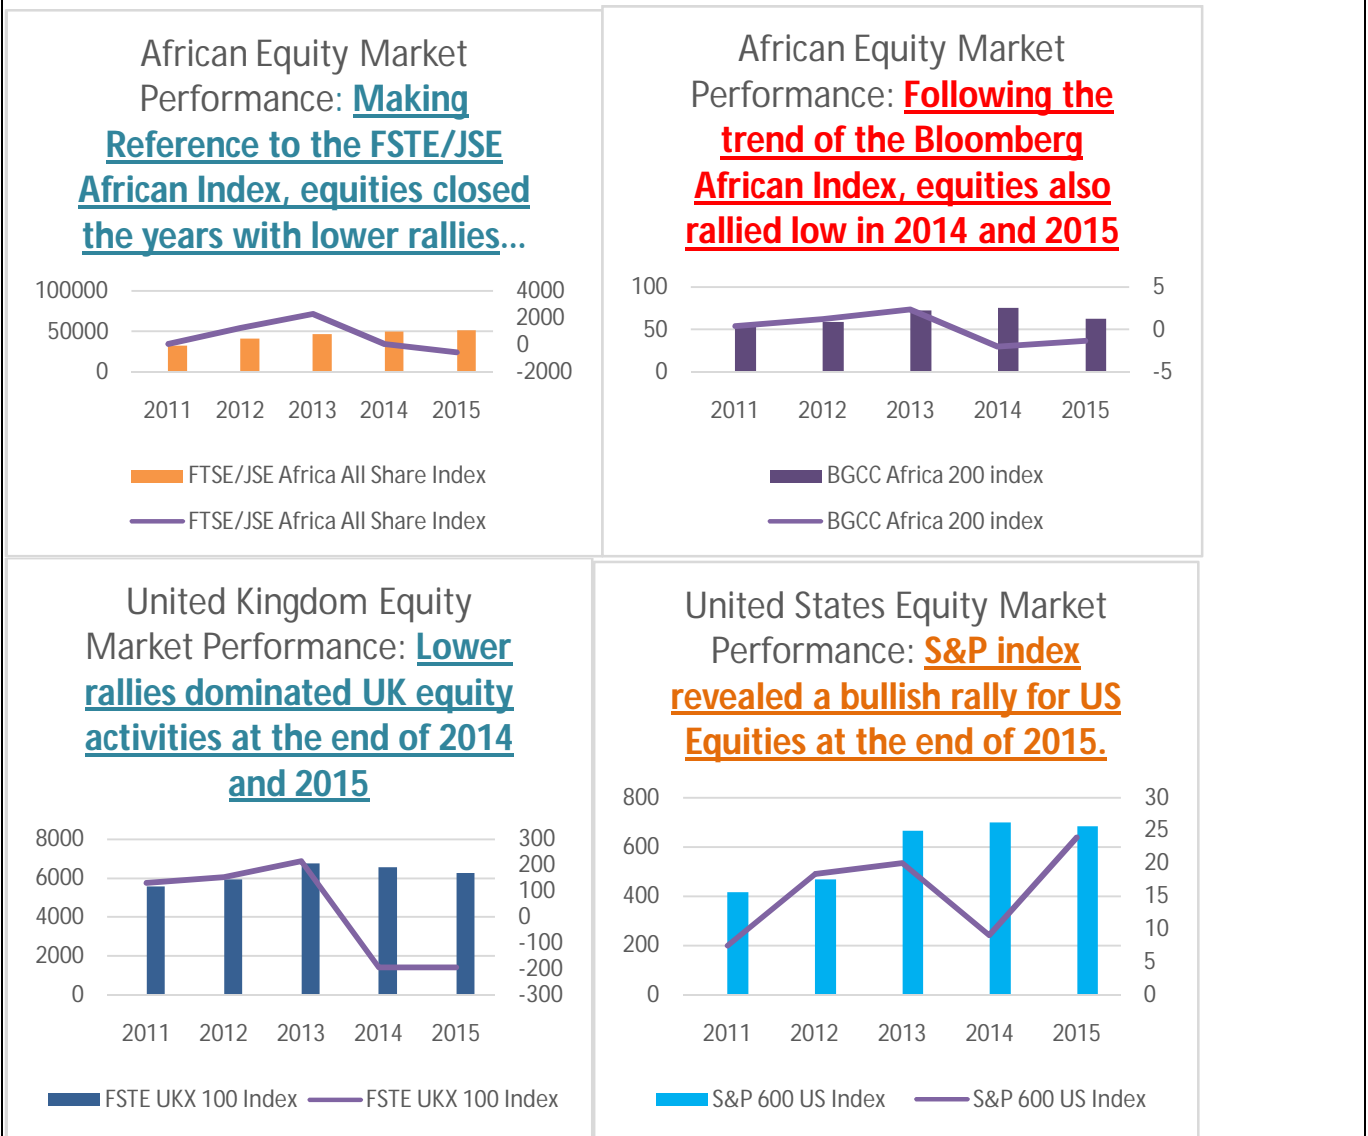 African Equity Market
Performance: Making
Reference to the FSTE/JSE
African Index, equities closed
the years with lower rallies...
100000
50000
0
4000
2000
0
-2000
2011 2012 2013 2014 2015
FTSE/JSE Africa All Share Index
FTSE/JSE Africa All Share Index
African Equity Market
Performance: Following the
trend of the Bloomberg
African Index, equities also
rallied low in 2014 and 2015
100
50
0
5
0
-5
2011 2012 2013 2014 2015
BGCC Africa 200 index
BGCC Africa 200 index
United Kingdom Equity
Market Performance: Lower
rallies dominated UK equity
activities at the end of 2014
and 2015
8000
6000
4000
2000
0
300
200
100
0
-100
-200
-300
2011 2012 2013 2014 2015
FSTE UKX 100 Index FSTE UKX 100 Index
United States Equity Market
Performance: S&P index
revealed a bullish rally for US
Equities at the end of 2015.
800
600
400
200
0
30
25
20
15
10
5
0
2011 2012 2013 2014 2015
S&P 600 US Index S&P 600 US Index